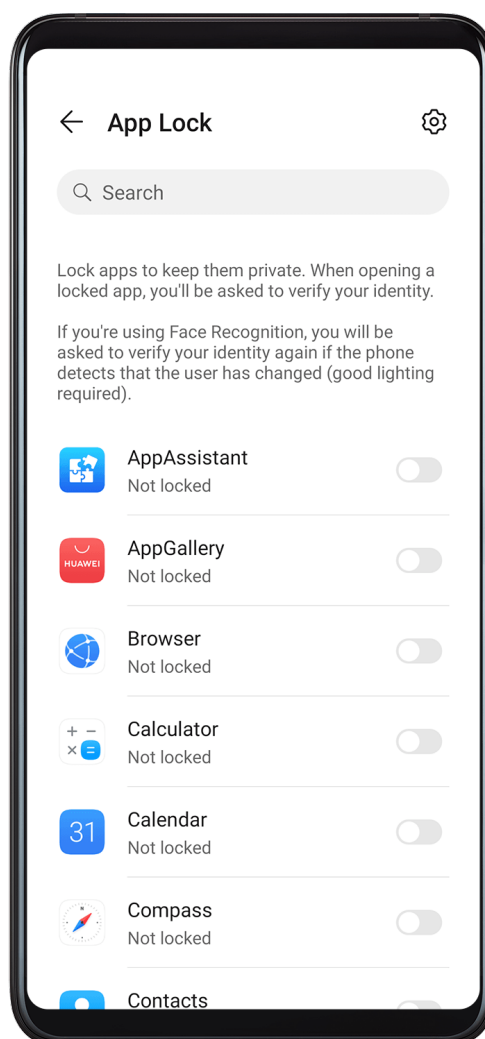 App Lock
Search
Lock apps to keep them private. When opening a
locked app, you'll be asked to verify your identity.
If you're using Face Recognition, you will be
asked to verify your identity again if the phone
detects that the user has changed (good lighting
required).
AppAssistant
Not locked
HUAWEI
AppGallery
Not locked
Browser
Not locked
Calculator
Not locked
31
Calendar
Not locked
N
Compass
Not locked
Contacts